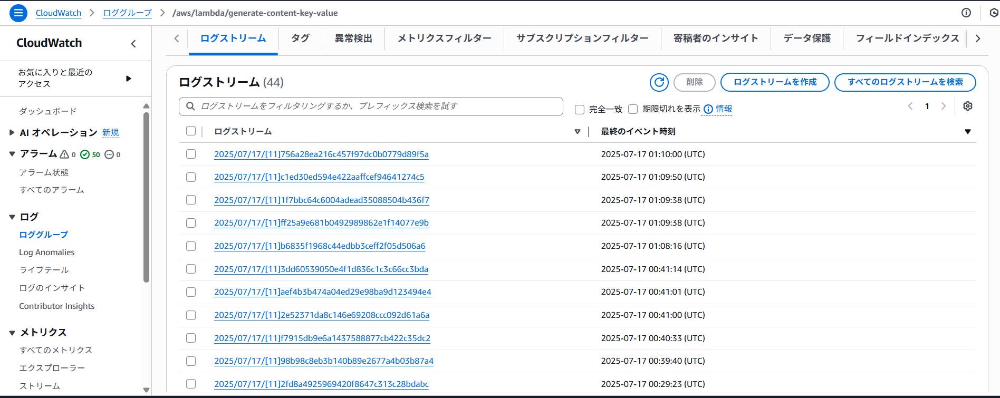 CloudWatch > ロググループ > /aws/lambda/generate-content-key-value
CloudWatch
お気に入りと最近の
アクセス
ダッシュボード
AI オペレーション 新規
アラーム 0 50 0
アラーム状態
すべてのアラーム
ログ
ロググループ
Log Anomalies
ライブテール
ログのインサイト
Contributor Insights
メトリクス
すべてのメトリクス
エクスプローラー
ストリーム
ログストリーム タグ 異常検出 メトリクスフィルター サブスクリプションフィルター 寄稿者のインサイト データ保護 フィールドインデックス
ログストリーム (44)
削除 ログストリームを作成 すべてのログストリームを検索
ログストリームをフィルタリングするか、プレフィックス検索を試す
完全一致 期限切れを表示 情報
1
ログストリーム 最終のイベント時刻
2025/07/17/[11]756a28ea216c457f97dc0b0779d89f5a 2025-07-17 01:10:00 (UTC)
2025/07/17/[11]c1ed30ed594e422aaffcef94641274c5 2025-07-17 01:09:50 (UTC)
2025/07/17/[11]1f7bbc64c6004adead35088504b436f7 2025-07-17 01:09:38 (UTC)
2025/07/17/[11]ff25a9e681b0492989862e1f14077e9b 2025-07-17 01:09:38 (UTC)
2025/07/17/[11]b6835f1968c44edbb3ceff2f05d506a6 2025-07-17 01:08:16 (UTC)
2025/07/17/[11]3dd60539050e4f1d836c1c3c66cc3bda 2025-07-17 00:41:14 (UTC)
2025/07/17/[11]aef4b3b474a04ed29e98ba9d123494e4 2025-07-17 00:41:01 (UTC)
2025/07/17/[11]2e52371da8c146e69208ccc092d61a6a 2025-07-17 00:41:00 (UTC)
2025/07/17/[11]f7915db9e6a1437588877cb422c35dc2 2025-07-17 00:40:33 (UTC)
2025/07/17/[11]98b98c8eb3b140b89e2677a4b03b87a4 2025-07-17 00:39:40 (UTC)
2025/07/17/[11]2fd8a4925969420f8647c313c28bdabc 2025-07-17 00:29:23 (UTC)